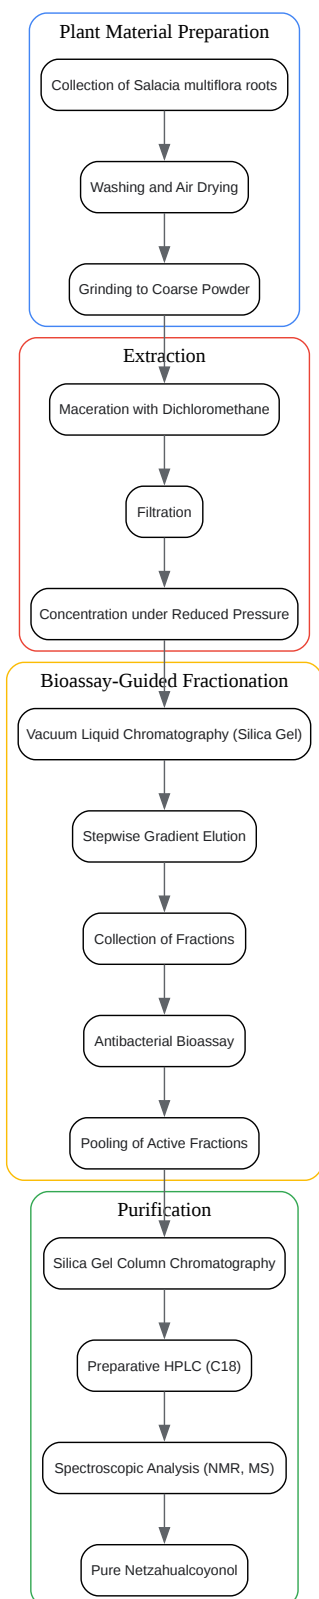 Plant Material Preparation
Collection of Salacia multiflora roots
Washing and Air Drying
Grinding to Coarse Powder
Extraction
Maceration with Dichloromethane
Filtration
Concentration under Reduced Pressure
Bioassay-Guided Fractionation
Vacuum Liquid Chromatography (Silica Gel)
Stepwise Gradient Elution
Collection of Fractions
Antibacterial Bioassay
Pooling of Active Fractions
Purification
Silica Gel Column Chromatography
Preparative HPLC (C18)
Spectroscopic Analysis (NMR, MS)
Pure Netzahualcoyonol